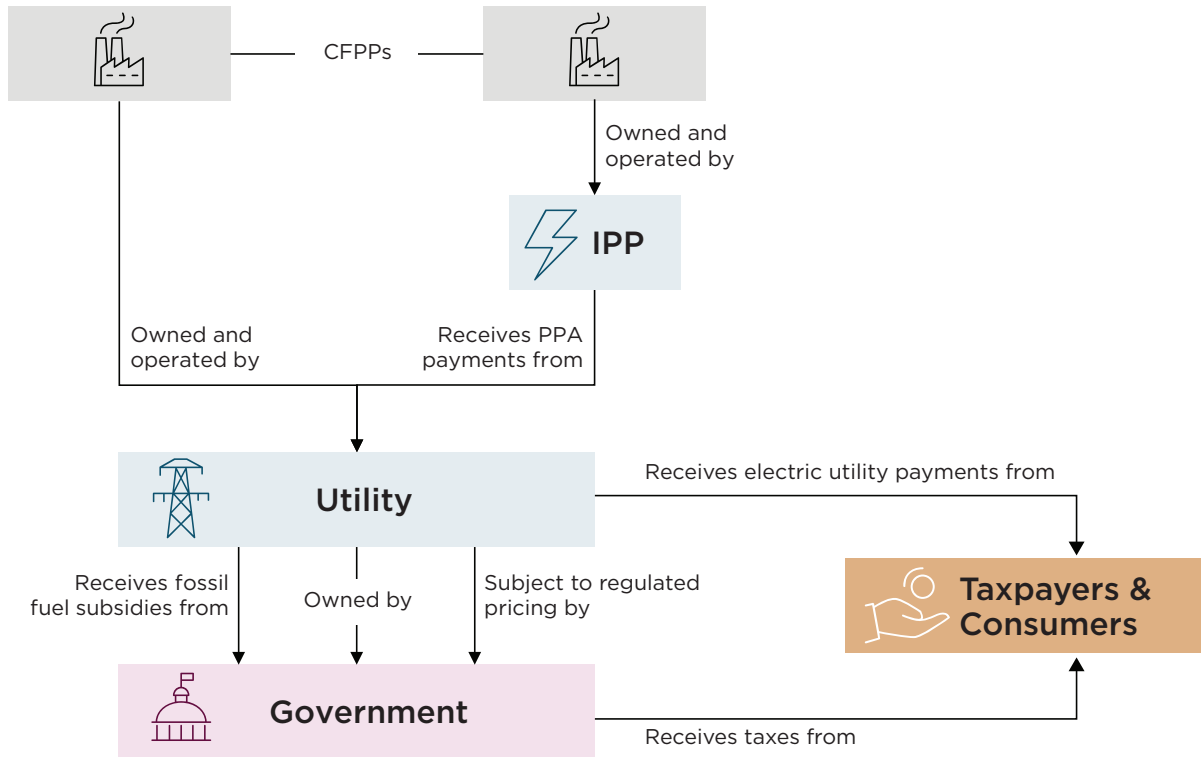 CFPPs
Owned and
operated by
IPP
Owned and
operated by
Receives PPA
payments from
Utility
Receives electric utility payments from
Receives fossil
fuel subsidies from
Owned by
Subject to regulated
pricing by
Taxpayers &
Consumers
Government
Receives taxes from